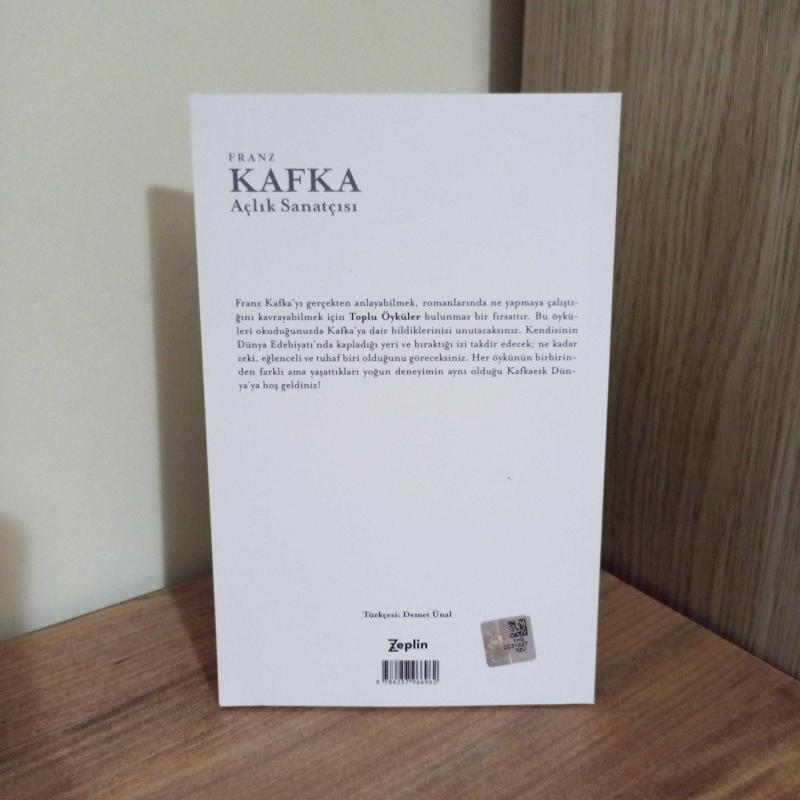 FRANZ
KAFKA
Açlık Sanatçısı
Franz Kafka'yı gerçekten anlayabilmek, romanlarında ne yapmaya çalıştı-
ğını kavrayabilmek için Toplu Öyküler bulunmaz bir fırsattır. Bu öykü-
leri okuduğunuzda Kafka'ya dair bildiklerinizi unutacaksınız. Kendisinin
Dünya Edebiyatı'nda kapladığı yeri ve bıraktığı izi takdir edecek; ne kadar
zeki, eğlenceli ve tuhaf biri olduğunu göreceksiniz. Her öykünün birbirin-
den farklı ama yaşattıkları yoğun deneyimin aynı olduğu Kafkaesk Dün-
ya'ya hoş geldiniz!
Türkçesi: Demet Ünal
Zeplin
9 786257 966962